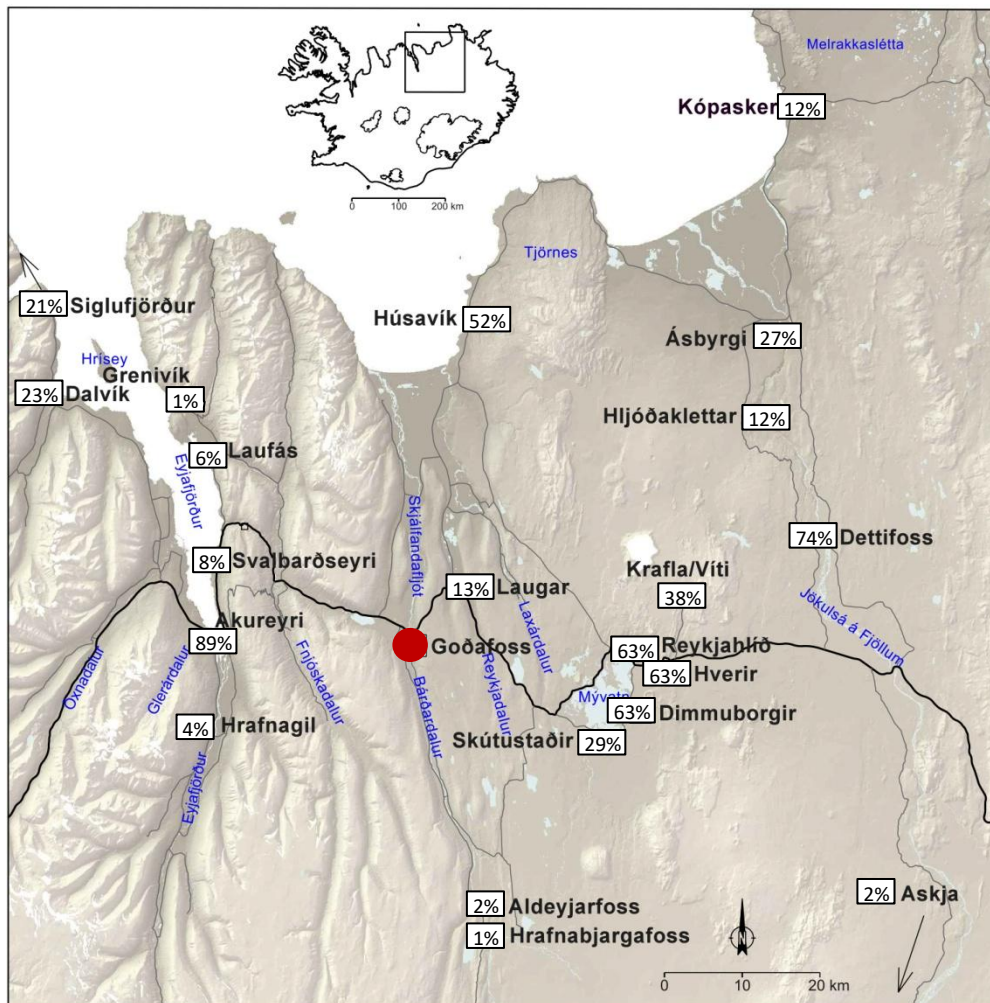 Melrakkaslétta
Kópasker 12%
0 100 200 km
Tjörnes
21% Siglufjörður
Húsavík 52%
Ásbyrgi 27%
Hrísey
Grenivík
1%
23% Dalvík
Hljóðaklettar 12%
6% Laufás
Eyjafjörður
Skjálfandafljót
74% Dettifoss
8% Svalbarðseyri
Krafla/Víti
38%
13% Laugar
Laxárdalur
Jökulsá á Fjöllum
Akureyri
89%
Goðafoss
63% Reykjahlíð
63% Hverir
Öxnadalur
Glerárdalur
Fnjóskadalur
Bárðardalur
Reykjadalur
Mývatn
63% Dimmuborgir
4% Hrafnagil
Skútustaðir 29%
Eyjafjörður
2% Aldeyjarfoss
2% Askja
1% Hrafnabjargafoss
0 10 20 km